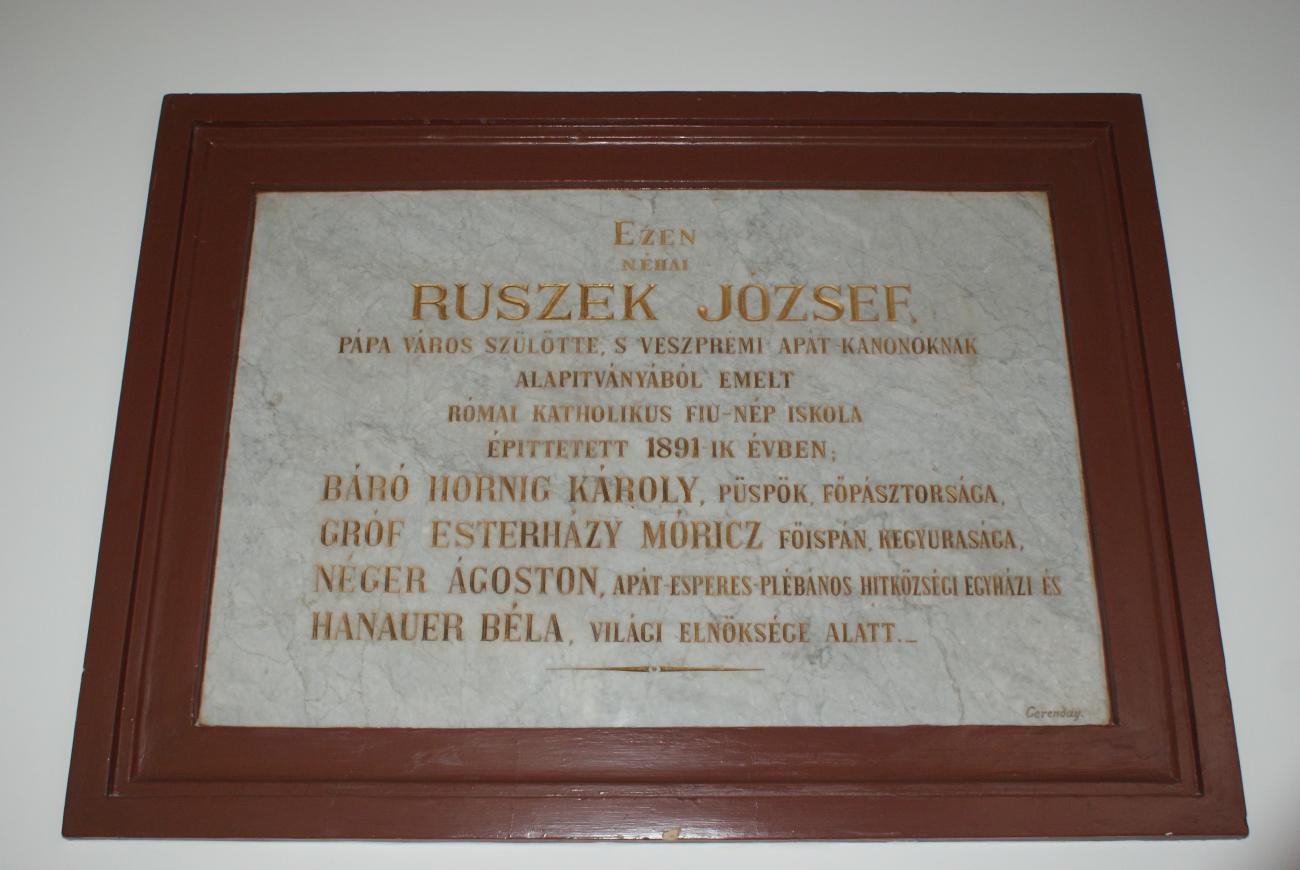 EZEN
NÉHAI
RUSZEK JÓZSEF,
PÁPA VÁROS SZÜLÖTTE, S VESZPRÉMI APÁT-KANONOKNAK
ALAPITVÁNYÁBÓL EMELT
RÓMAI KATHOLIKUS FIU-NÉP ISKOLA
ÉPITTETETT 1891-IK ÉVBEN;
BÁRÓ HORNIG KÁROLY, PÜSPÖK, FŐPÁSZTORSÁGA,
GRÓF ESTERHÁZY MÓRICZ FŐISPÁN, KEGYURASÁGA,
NÉGER ÁGOSTON, APÁT-ESPERES-PLÉBÁNOS HITKÖZSÉGI EGYHÁZI ÉS
HANAUER BÉLA, VILÁGI ELNÖKSÉGE ALATT._
Gerenday.